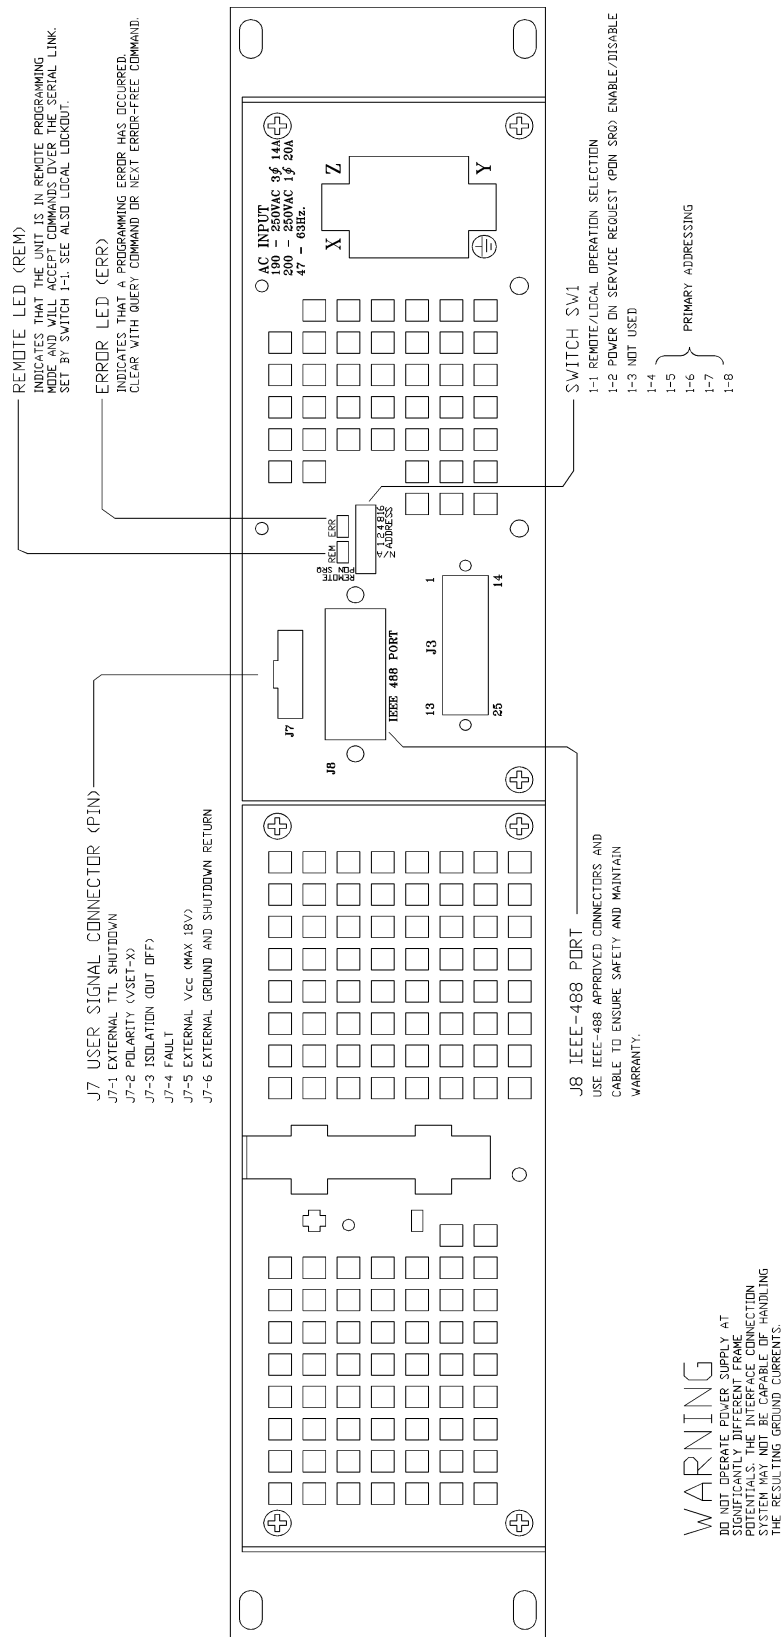 REMOTE LED (REM)
INDICATES THAT THE UNIT IS IN REMOTE PROGRAMMING
MODE AND WILL ACCEPT COMMANDS OVER THE SERIAL LINK.
SET BY SWITCH 1-1. SEE ALSO LOCAL LOCKOUT.
ERROR LED (ERR)
INDICATES THAT A PROGRAMMING ERROR HAS OCCURRED.
CLEAR WITH QUERY COMMAND OR NEXT ERROR-FREE COMMAND.
J7 USER SIGNAL CONNECTOR (PIN)
J7-1 EXTERNAL TTL SHUTDOWN
J7-2 POLARITY (VSET-X)
J7-3 ISOLATION (OUT OFF)
J7-4 FAULT
J7-5 EXTERNAL Vcc (MAX 18V)
J7-6 EXTERNAL GROUND AND SHUTDOWN RETURN
AC INPUT
190 - 250VAC 3ϕ 14A
200 - 250VAC 1ϕ 20A
47 - 63Hz.
X Z
Y
REM ERR
REMOTE
PON SRQ
A/N 1 2 4 8 16
ADDRESS
J7
J8
IEEE 488 PORT
13 J3 1
25 14
SWITCH SW1
1-1 REMOTE/LOCAL OPERATION SELECTION
1-2 POWER ON SERVICE REQUEST (PON SRQ) ENABLE/DISABLE
1-3 NOT USED
1-4
1-5
1-6 PRIMARY ADDRESSING
1-7
1-8
J8 IEEE-488 PORT
USE IEEE-488 APPROVED CONNECTORS AND
CABLE TO ENSURE SAFETY AND MAINTAIN
WARRANTY.
WARNING
DO NOT OPERATE POWER SUPPLY AT
SIGNIFICANTLY DIFFERENT FRAME
POTENTIALS. THE INTERFACE CONNECTION
SYSTEM MAY NOT BE CAPABLE OF HANDLING
THE RESULTING GROUND CURRENTS.